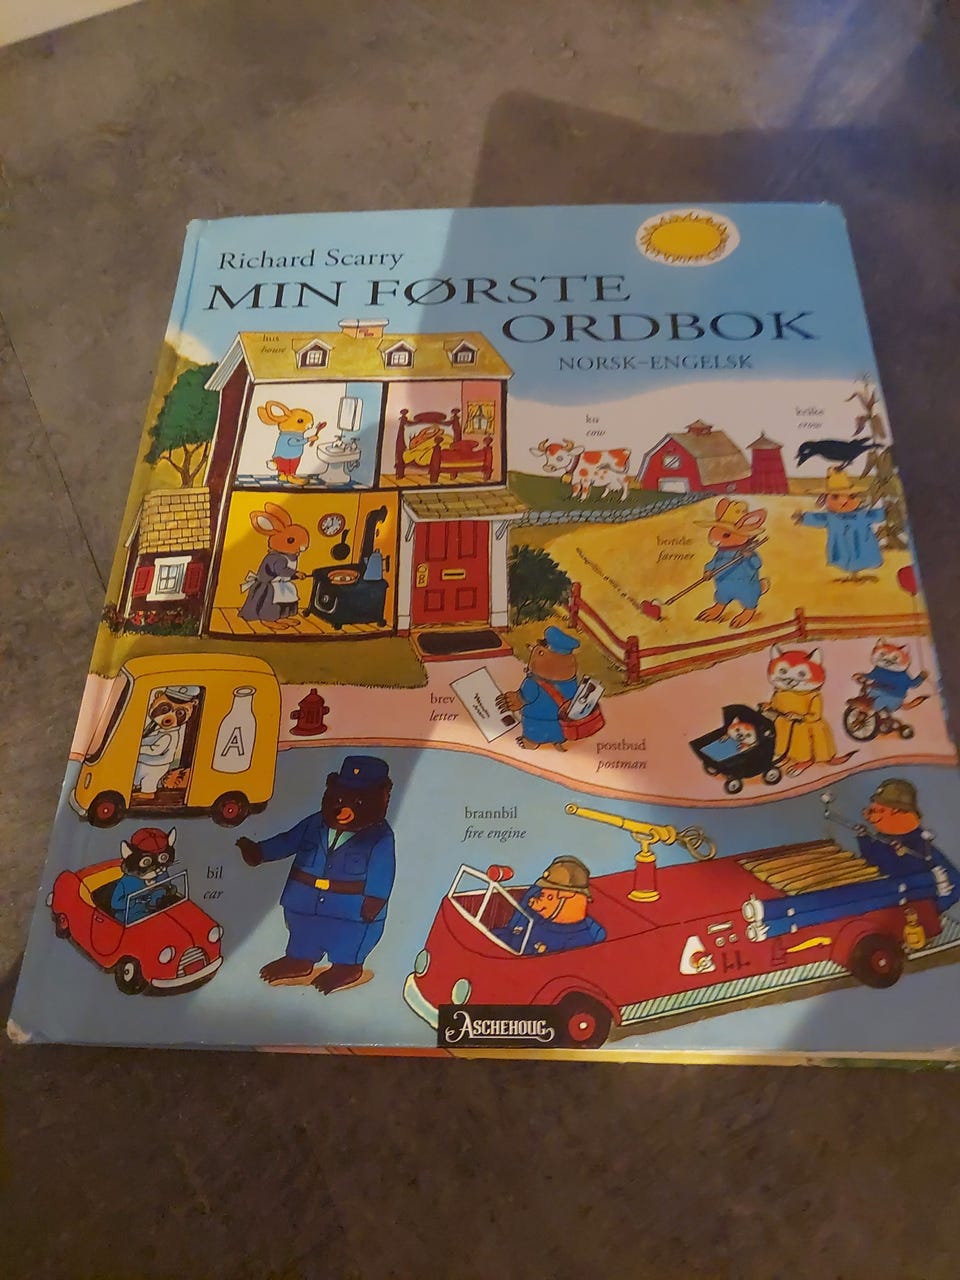 Richard Scarry
MIN FØRSTE
ORDBOK
NORSK-ENGELSK
hus
house
ku
cow
kråke
crow
bonde
farmer
brev
letter
postbud
postman
A
brannbil
fire engine
bil
car
ASCHEHOUG